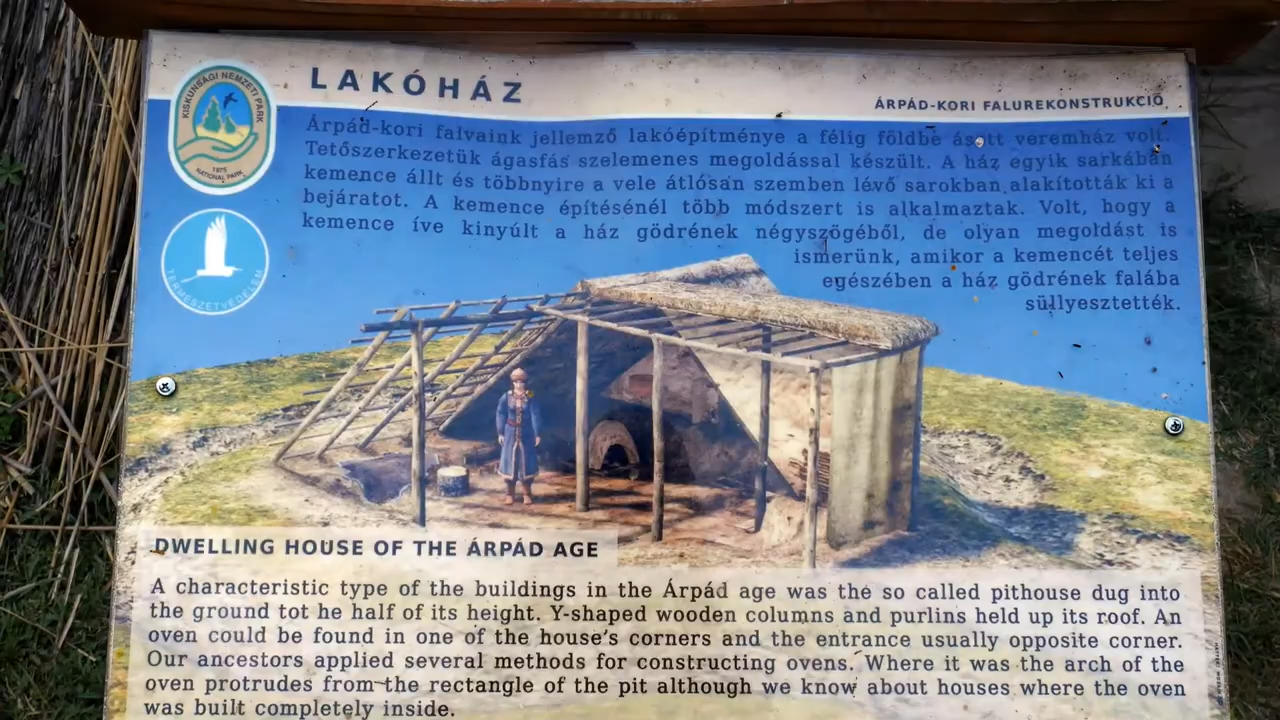 LAKÓHÁZ
ÁRPÁD-KORI FALUREKONSTRUKCIÓ
KISKUNSÁGI NEMZETI PARK
1975
NATIONAL PARK
TERMÉSZETVÉDELEM
Árpád-kori falvaink jellemző lakóépítménye a félig földbe ásott veremház volt.
Tetőszerkezetük ágasfás szelemenes megoldással készült. A ház egyik sarkában
kemence állt és többnyire a vele átlósan szemben lévő sarokban alakították ki a
bejáratot. A kemence építésénél több módszert is alkalmaztak. Volt, hogy a
kemence íve kinyúlt a ház gödrének négyszögéből, de olyan megoldást is
ismerünk, amikor a kemencét teljes
egészében a ház gödrének falába
süllyesztették.
DWELLING HOUSE OF THE ÁRPÁD AGE
A characteristic type of the buildings in the Árpád age was the so called pithouse dug into
the ground tot he half of its height. Y-shaped wooden columns and purlins held up its roof. An
oven could be found in one of the house's corners and the entrance usually opposite corner.
Our ancestors applied several methods for constructing ovens. Where it was the arch of the
oven protrudes from the rectangle of the pit although we know about houses where the oven
was built completely inside.